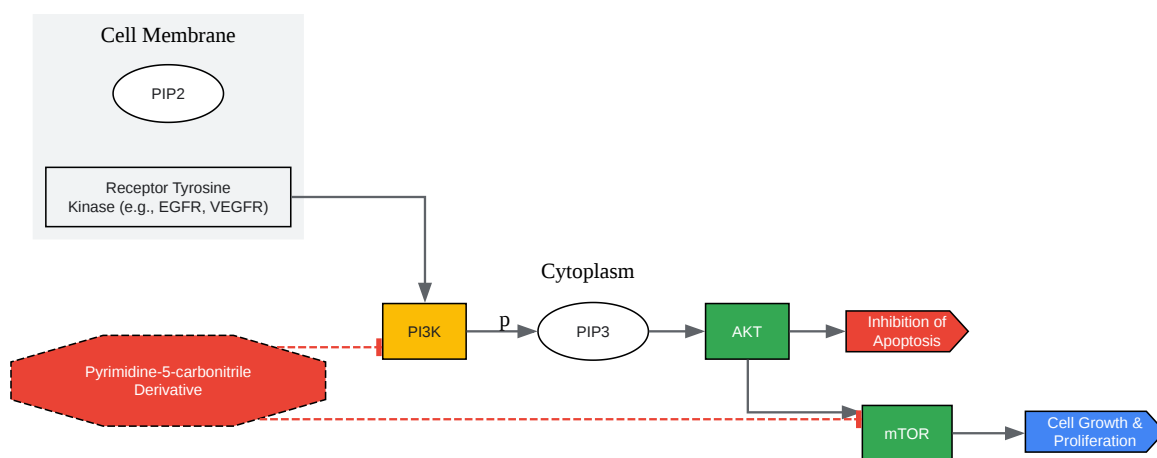 Cell Membrane
PIP2
Receptor Tyrosine
Kinase (e.g., EGFR, VEGFR)
Cytoplasm
PI3K
p
PIP3
AKT
Inhibition of
Apoptosis
Pyrimidine-5-carbonitrile
Derivative
mTOR
Cell Growth &
Proliferation